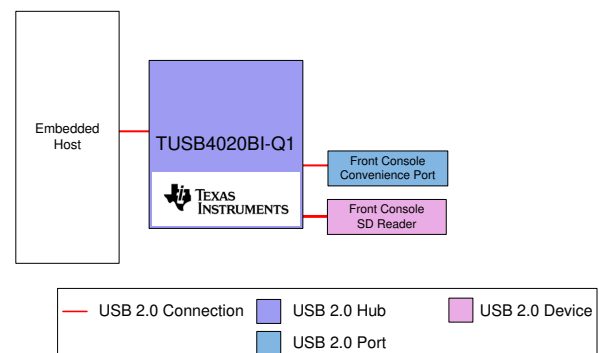 Embedded
Host
TUSB4020BI-Q1
TEXAS
INSTRUMENTS
Front Console
Convenience Port
Front Console
SD Reader
USB 2.0 Connection
USB 2.0 Hub
USB 2.0 Device
USB 2.0 Port